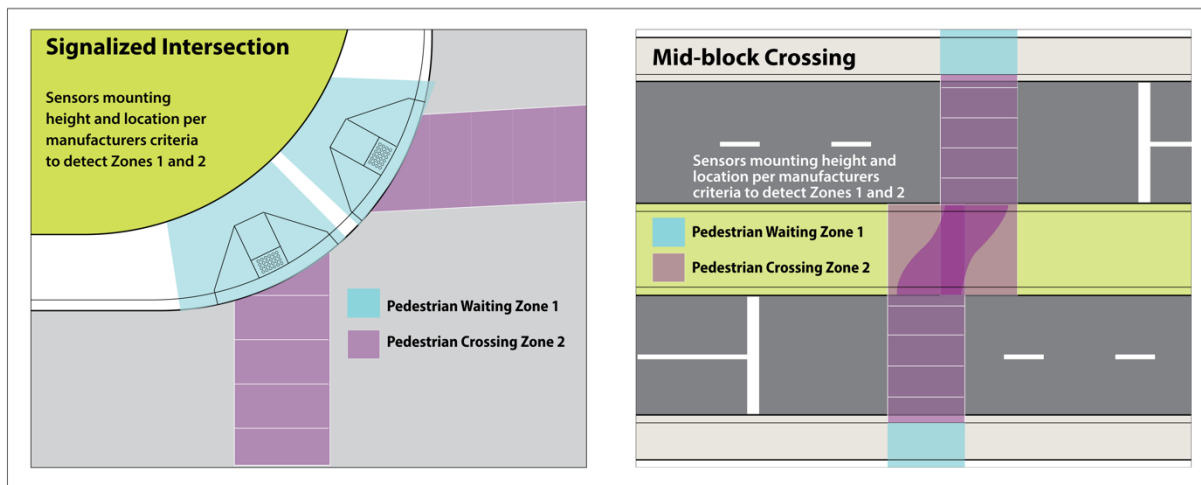 Signalized Intersection
Sensors mounting
height and location per
manufacturers criteria
to detect Zones 1 and 2
Pedestrian Waiting Zone 1
Pedestrian Crossing Zone 2
Mid-block Crossing
Sensors mounting height and
location per manufacturers
criteria to detect Zones 1 and 2
Pedestrian Waiting Zone 1
Pedestrian Crossing Zone 2